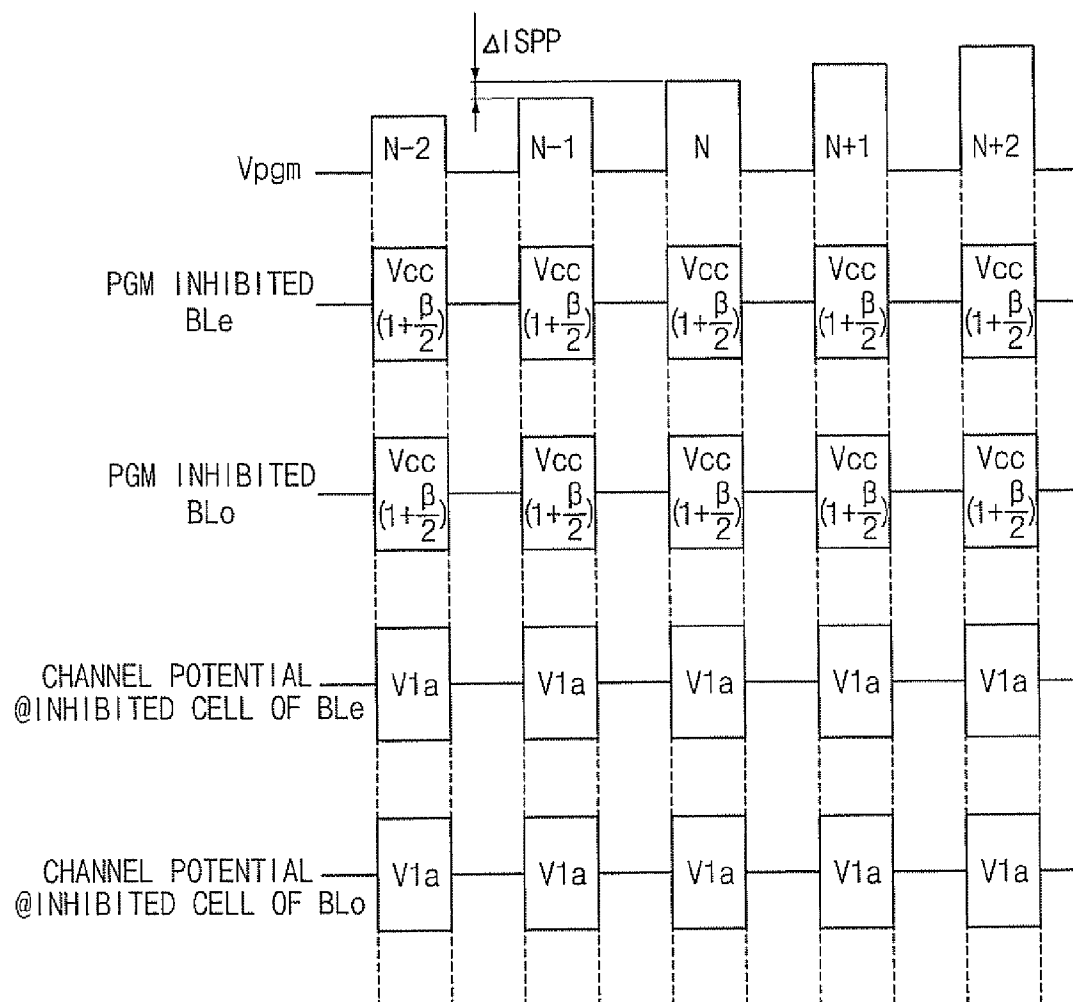 ΔISPP
Vpgm N-2 N-1 N N+1 N+2
PGM INHIBITED
BLe
Vcc Vcc Vcc Vcc Vcc
(1+β/2) (1+β/2) (1+β/2) (1+β/2) (1+β/2)
PGM INHIBITED
BLo
Vcc Vcc Vcc Vcc Vcc
(1+β/2) (1+β/2) (1+β/2) (1+β/2) (1+β/2)
CHANNEL POTENTIAL
@INHIBITED CELL OF BLe
V1a V1a V1a V1a V1a
CHANNEL POTENTIAL
@INHIBITED CELL OF BLo
V1a V1a V1a V1a V1a